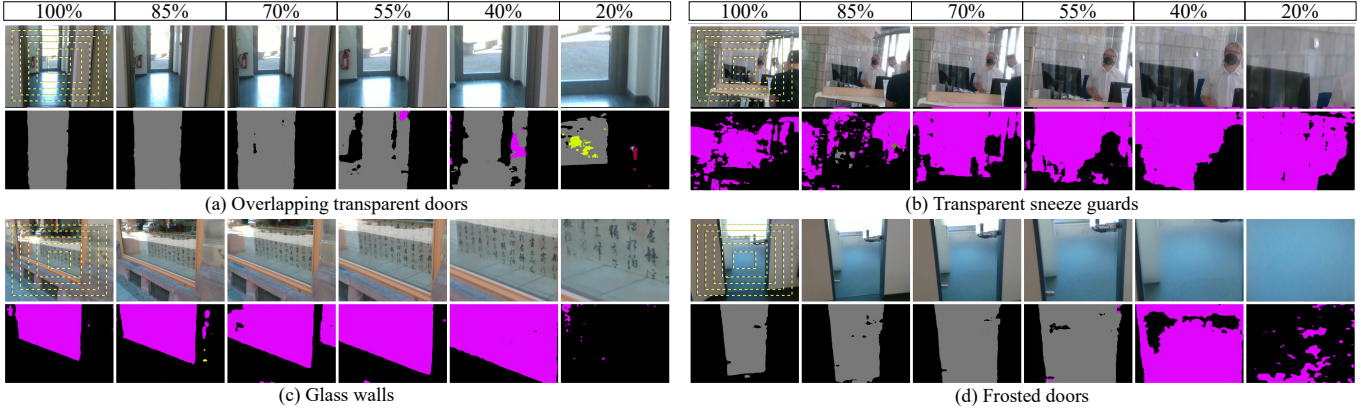 100% 85% 70% 55% 40% 20%
100% 85% 70% 55% 40% 20%
(a) Overlapping transparent doors
(b) Transparent sneeze guards
(c) Glass walls
(d) Frosted doors